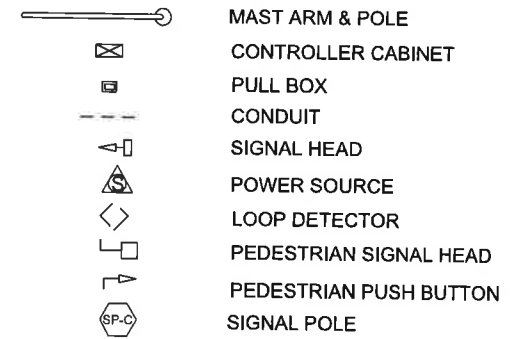 MAST ARM & POLE
CONTROLLER CABINET
PULL BOX
CONDUIT
SIGNAL HEAD
S POWER SOURCE
LOOP DETECTOR
PEDESTRIAN SIGNAL HEAD
PEDESTRIAN PUSH BUTTON
SP-C SIGNAL POLE